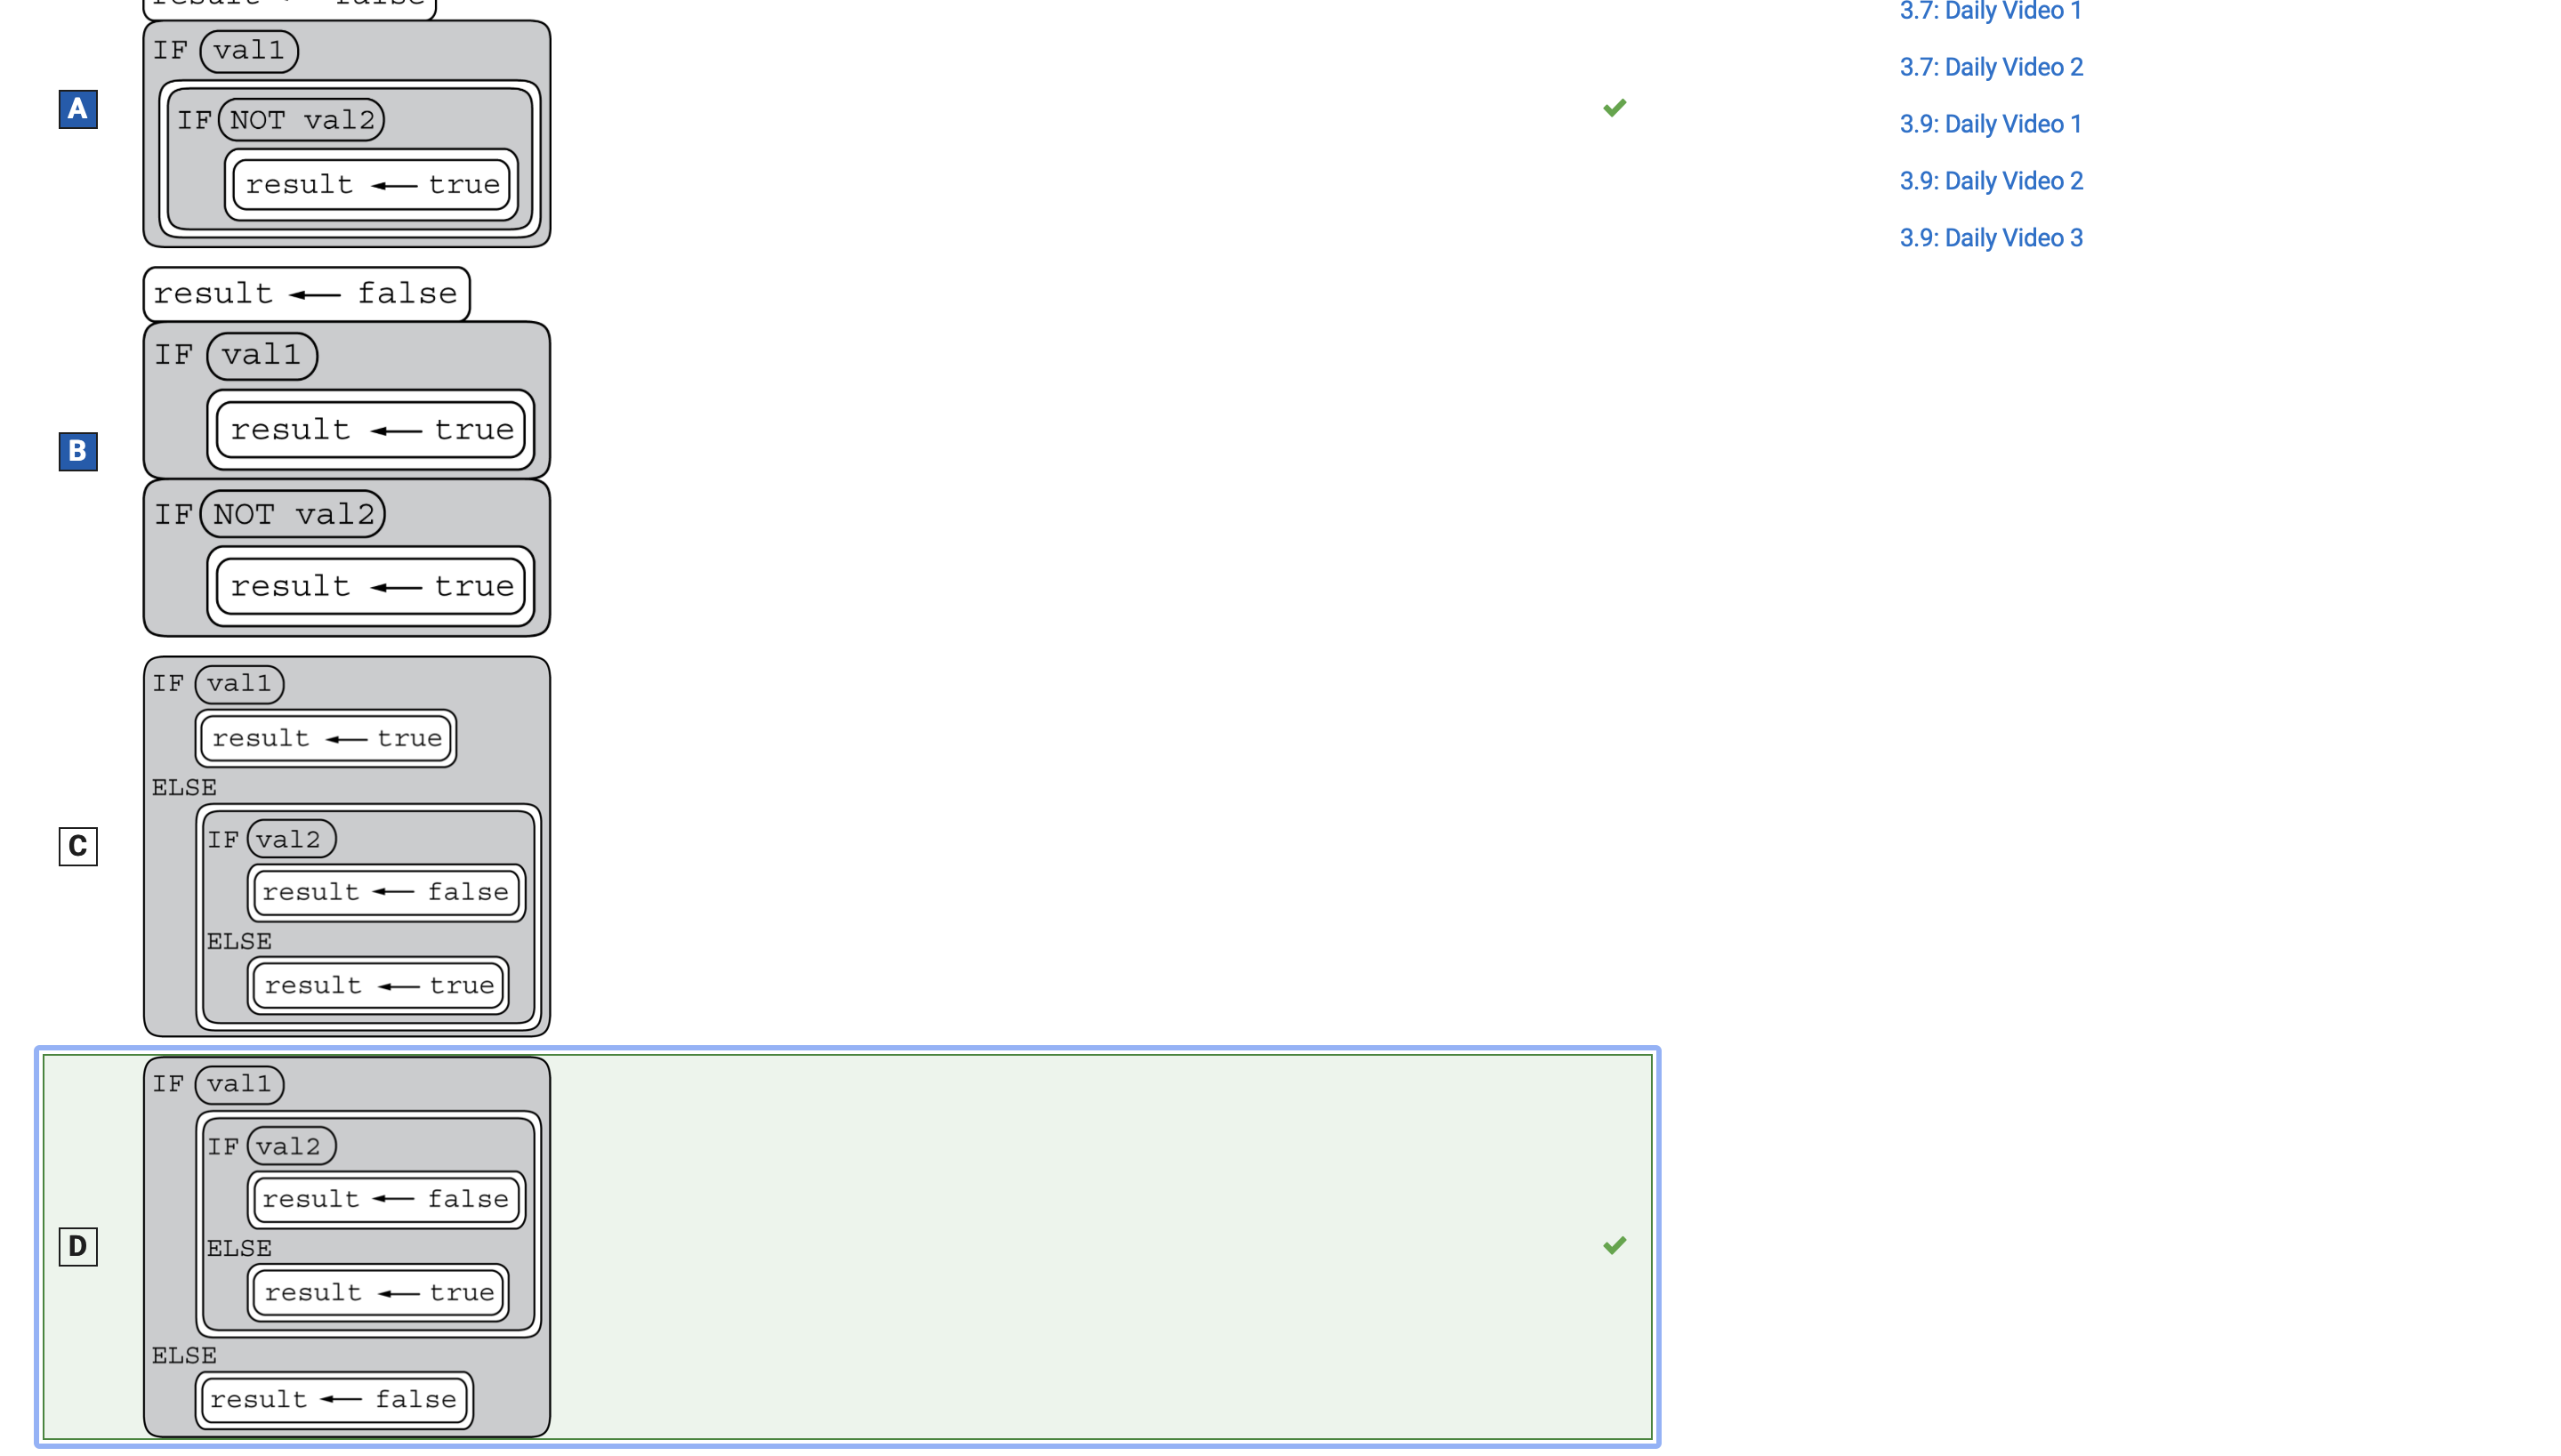 result ← false
3.7: Daily Video 1
IF val1
3.7: Daily Video 2
A
IF NOT val2
3.9: Daily Video 1
result ← true
3.9: Daily Video 2
3.9: Daily Video 3
result ← false
IF val1
result ← true
B
IF NOT val2
result ← true
IF val1
result ← true
ELSE
C
IF val2
result ← false
ELSE
result ← true
IF val1
IF val2
result ← false
D
ELSE
result ← true
ELSE
result ← false